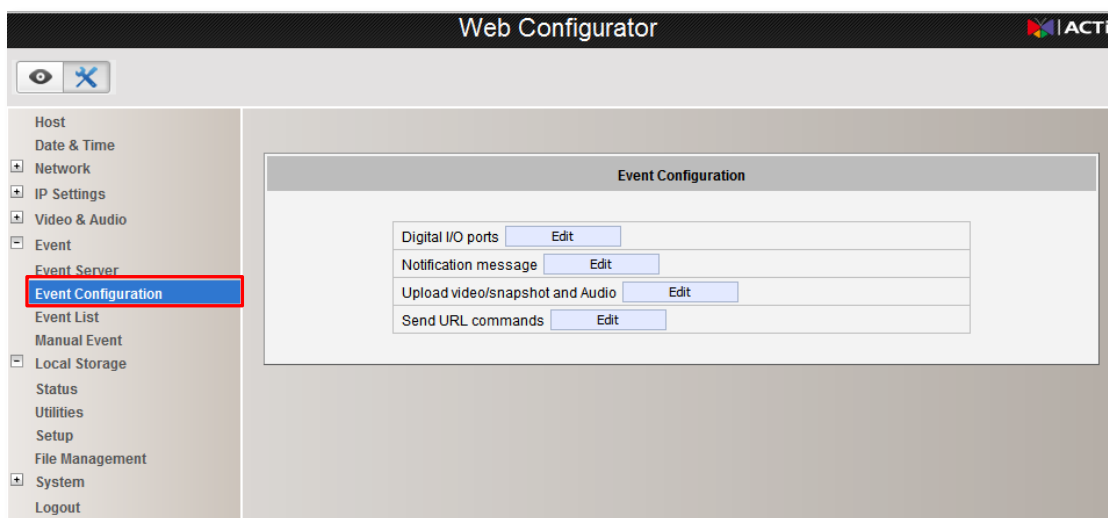 Web Configurator
ACTi
Host
Date & Time
Network
IP Settings
Video & Audio
Event
Event Server
Event Configuration
Event List
Manual Event
Local Storage
Status
Utilities
Setup
File Management
System
Logout
Event Configuration
Digital I/O ports Edit
Notification message Edit
Upload video/snapshot and Audio Edit
Send URL commands Edit